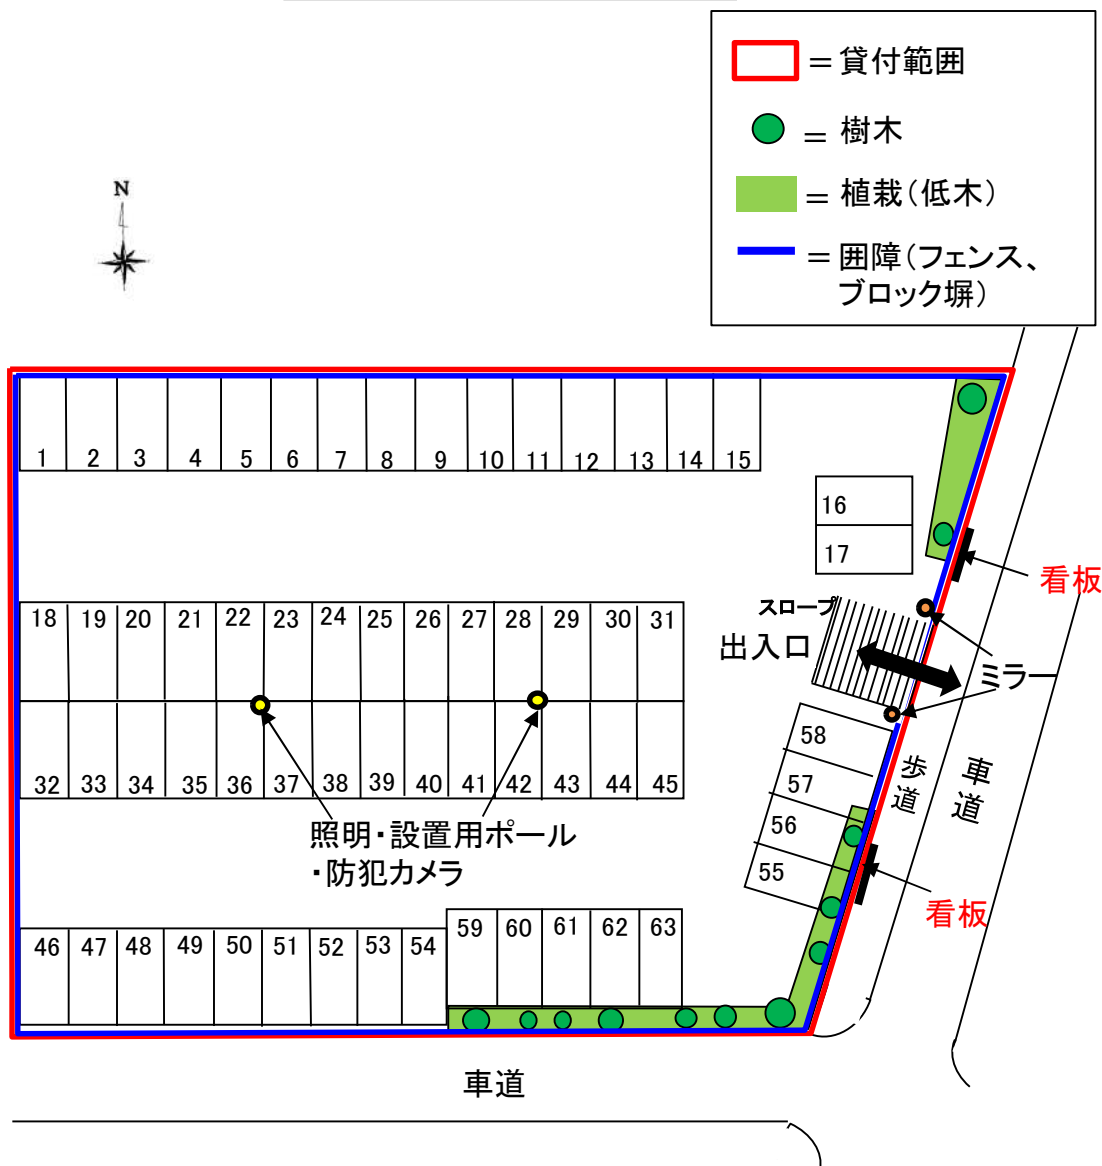 ＝貸付範囲
＝ 樹木
＝ 植栽（低木）
＝ 囲障（フェンス、
ブロック塀）
N
1 2 3 4 5 6 7 8 9 10 11 12 13 14 15
16
17
看板
スロープ
出入口
ミラー
18 19 20 21 22 23 24 25 26 27 28 29 30 31
32 33 34 35 36 37 38 39 40 41 42 43 44 45
58
57
56
55
歩道
車道
照明・設置用ポール
・防犯カメラ
看板
46 47 48 49 50 51 52 53 54 59 60 61 62 63
車道